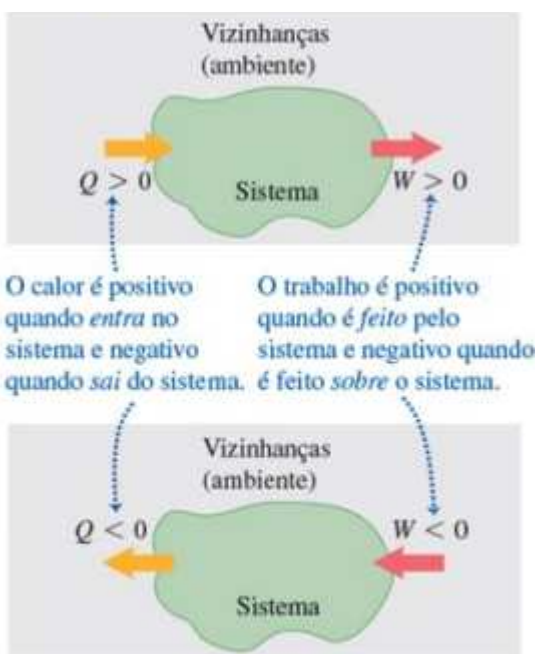 Vizinhanças
(ambiente)
Q > 0
Sistema
W > 0
O calor é positivo
quando entra no
sistema e negativo
quando sai do sistema.
O trabalho é positivo
quando é feito pelo
sistema e negativo quando
é feito sobre o sistema.
Vizinhanças
(ambiente)
Q < 0
W < 0
Sistema